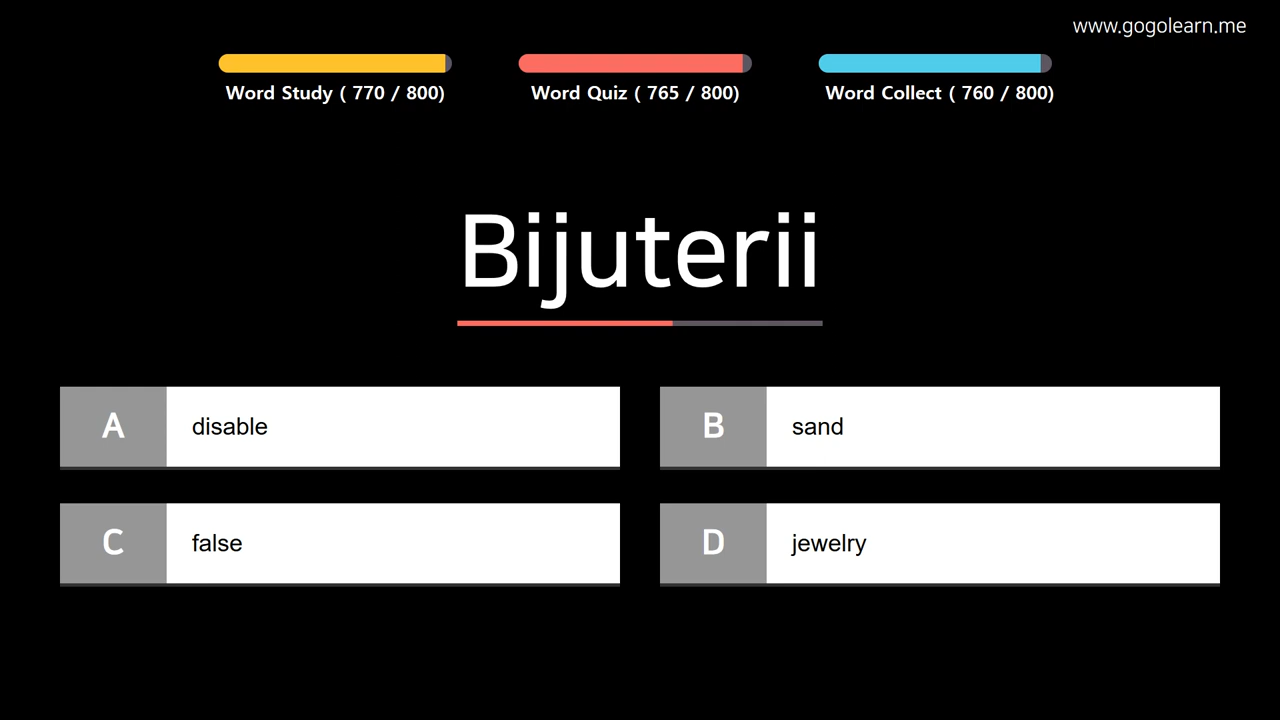 www.gogolearn.me
Word Study ( 770 / 800)
Word Quiz ( 765 / 800)
Word Collect ( 760 / 800)
Bijuterii
A disable
B sand
C false
D jewelry